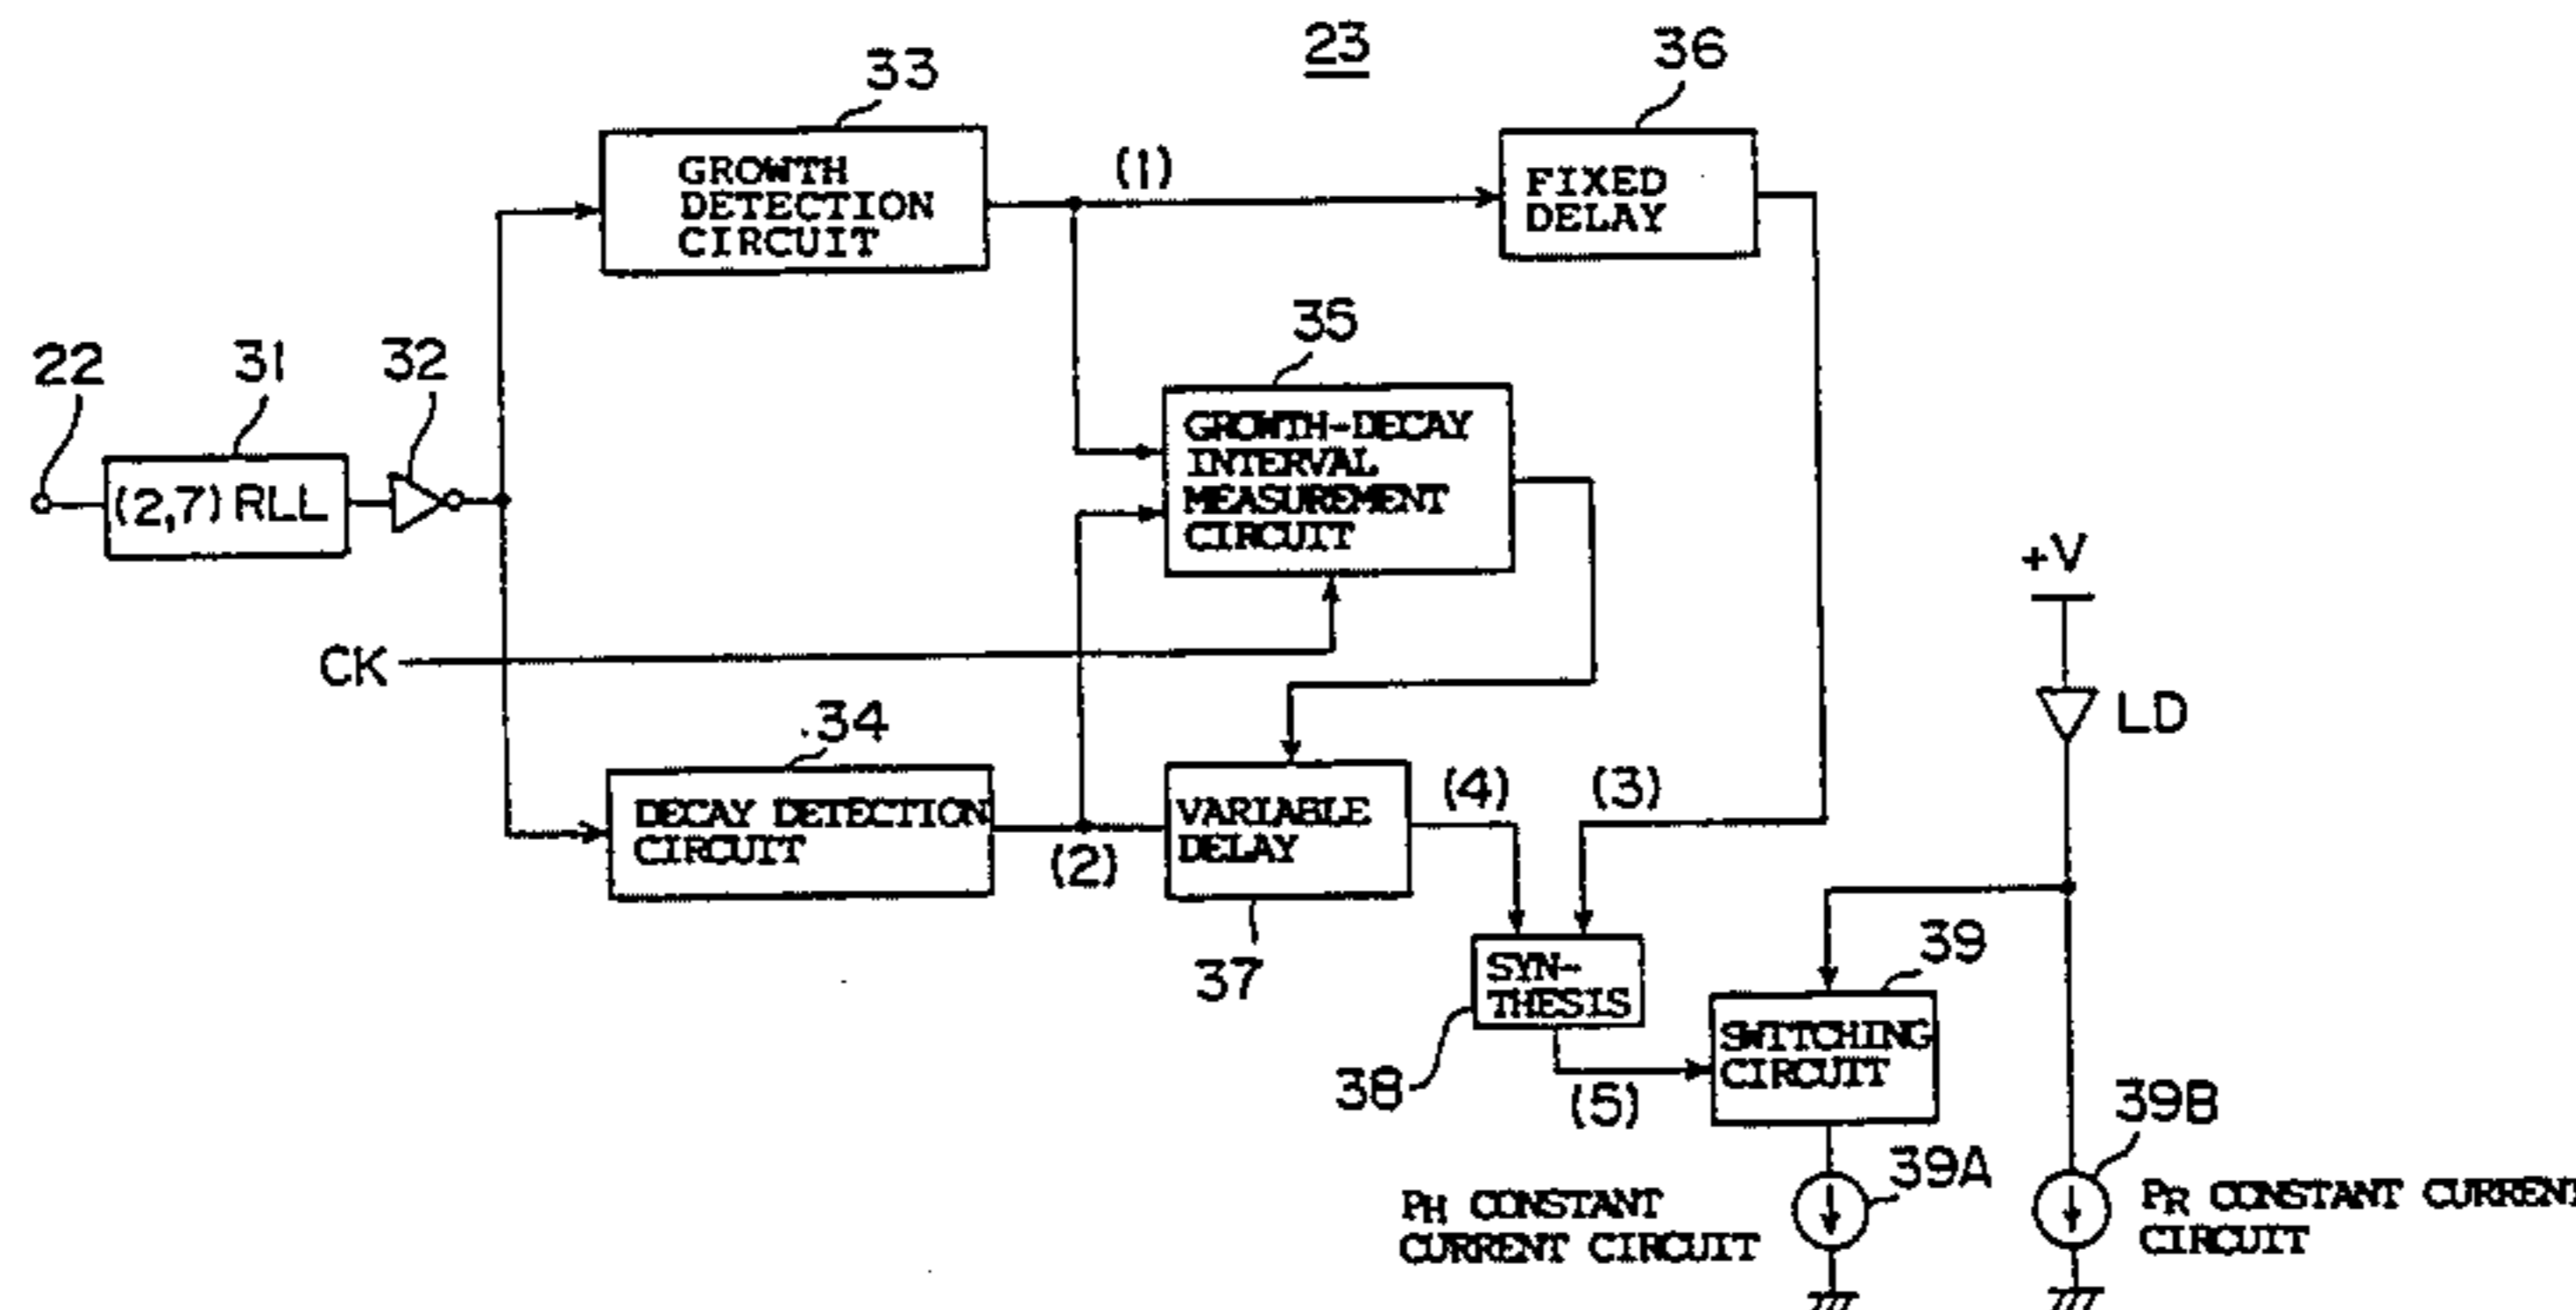 23
33
36
GROWTH
DETECTION
CIRCUIT
(1)
FIXED
DELAY
35
22
31
32
(2,7) RLL
GROWTH-DECAY
INTERVAL
MEASUREMENT
CIRCUIT
+V
CK
LD
34
DECAY DETECTION
CIRCUIT
(2)
VARIABLE
DELAY
(4)
(3)
37
SYN-
THESIS
38
(5)
39
SWITCHING
CIRCUIT
39A
39B
PH CONSTANT
CURRENT CIRCUIT
PR CONSTANT CURRENT
CIRCUIT